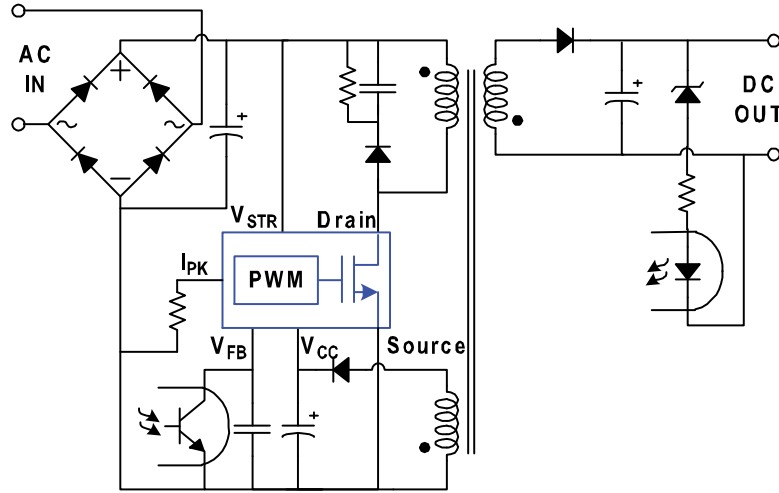 AC
IN
+
~
~
−
+
+
DC
OUT
VSTR
Drain
IPK
PWM
VFB
VCC
Source
+